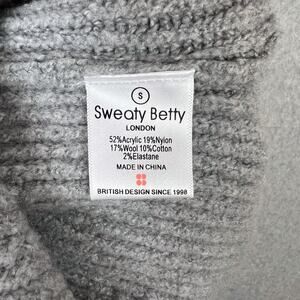 S
Sweaty Betty
LONDON
52%Acrylic 19%Nylon
17%Wool 10%Cotton
2%Elastane
MADE IN CHINA
BRITISH DESIGN SINCE 1998